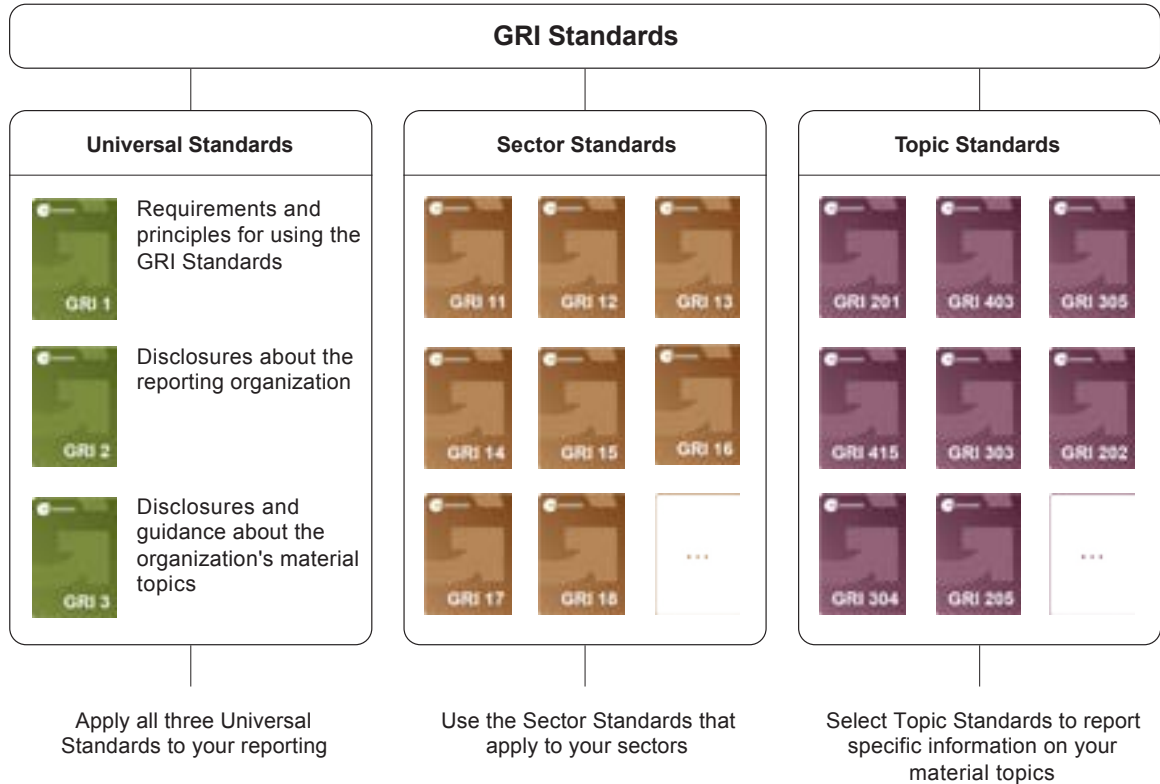 GRI Standards
Universal Standards
Requirements and
principles for using the
GRI Standards
GRI 1
Disclosures about the
reporting organization
GRI 2
Disclosures and
guidance about the
organization's material
topics
GRI 3
Apply all three Universal
Standards to your reporting
Sector Standards
GRI 11
GRI 12
GRI 13
GRI 14
GRI 15
GRI 16
GRI 17
GRI 18
...
Use the Sector Standards that
apply to your sectors
Topic Standards
GRI 201
GRI 403
GRI 305
GRI 415
GRI 303
GRI 202
GRI 304
GRI 205
...
Select Topic Standards to report
specific information on your
material topics